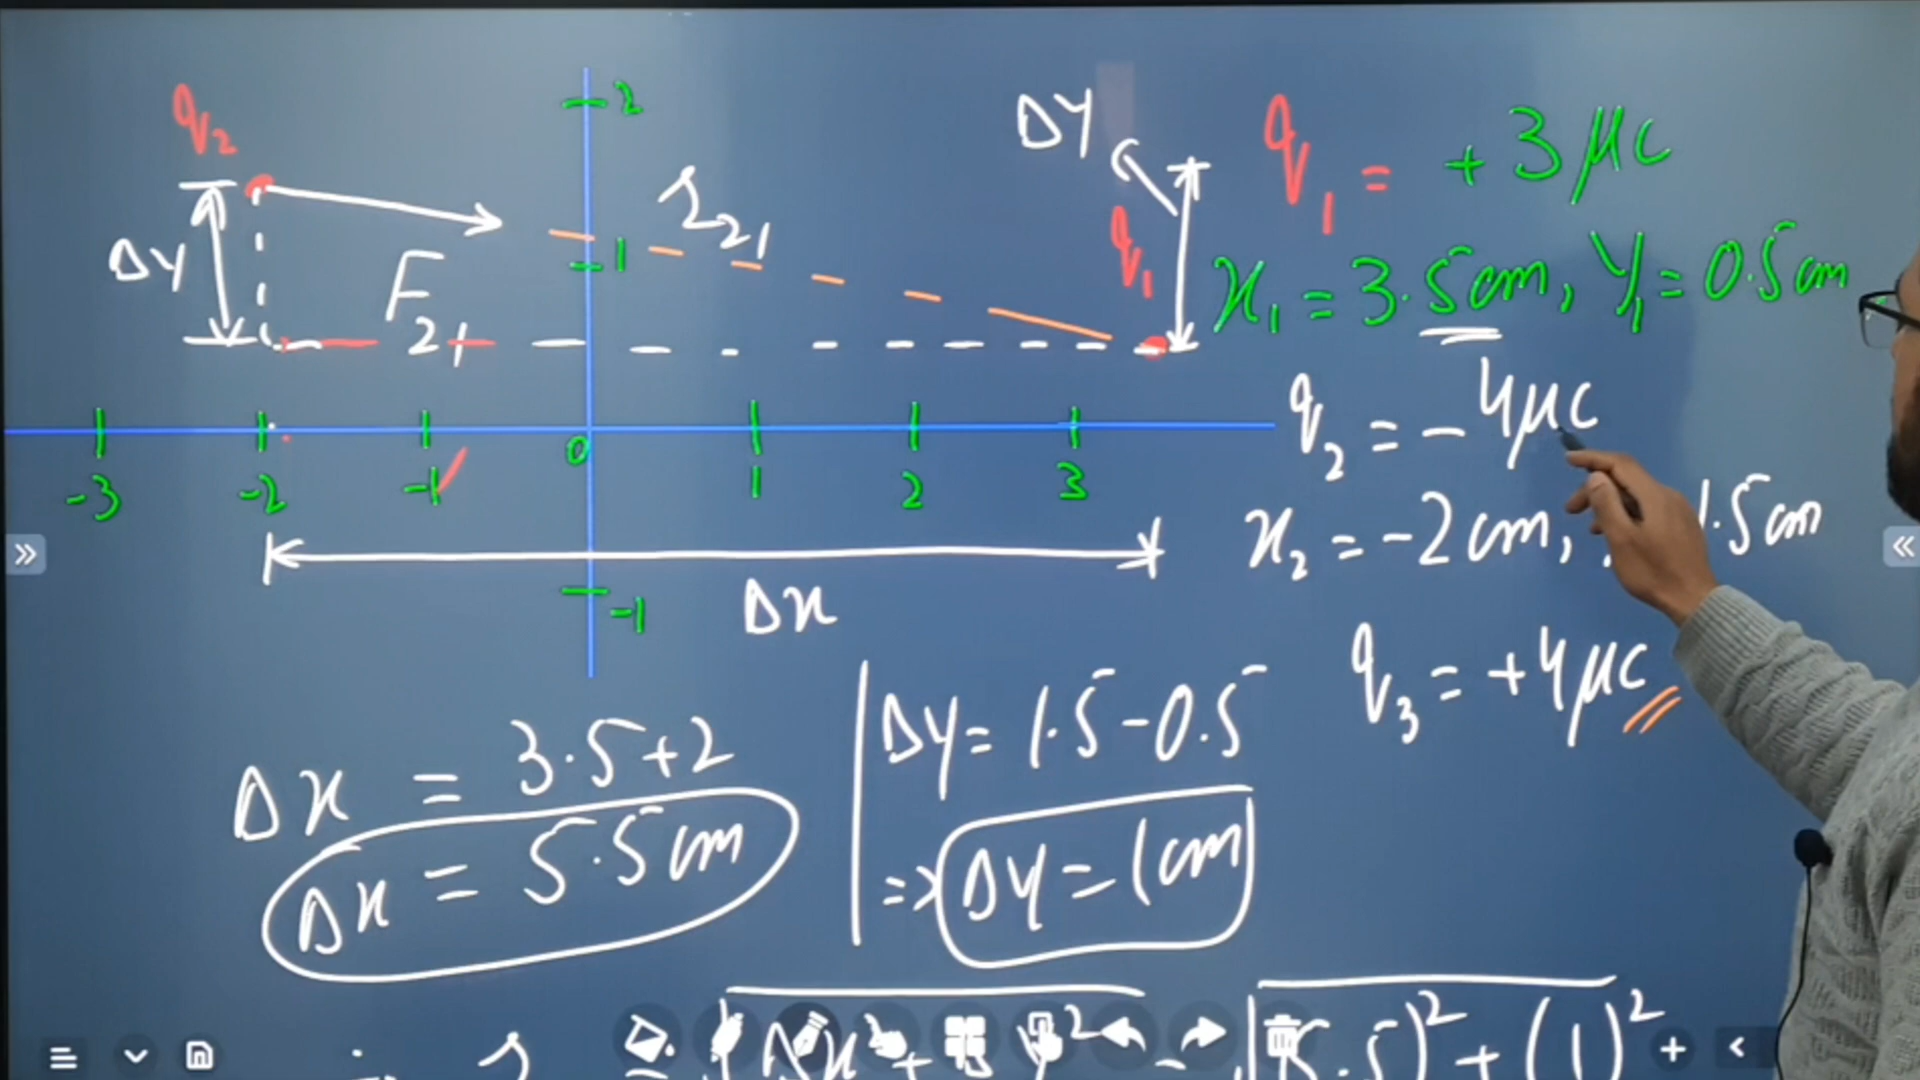 q₂
2
ΔY
r₂₁
q₁ = +3 μc
ΔY
F₂₁
1
q₁
x₁ = 3.5cm, Y₁ = 0.5cm
q₂ = -4μc
-3 -2 -1 0 1 2 3
x₂ = -2cm, 1.5cm
Δx
-1
q₃ = +4μc
Δx = 3.5+2
ΔY = 1.5-0.5
Δx = 5.5cm
=> ΔY = 1cm